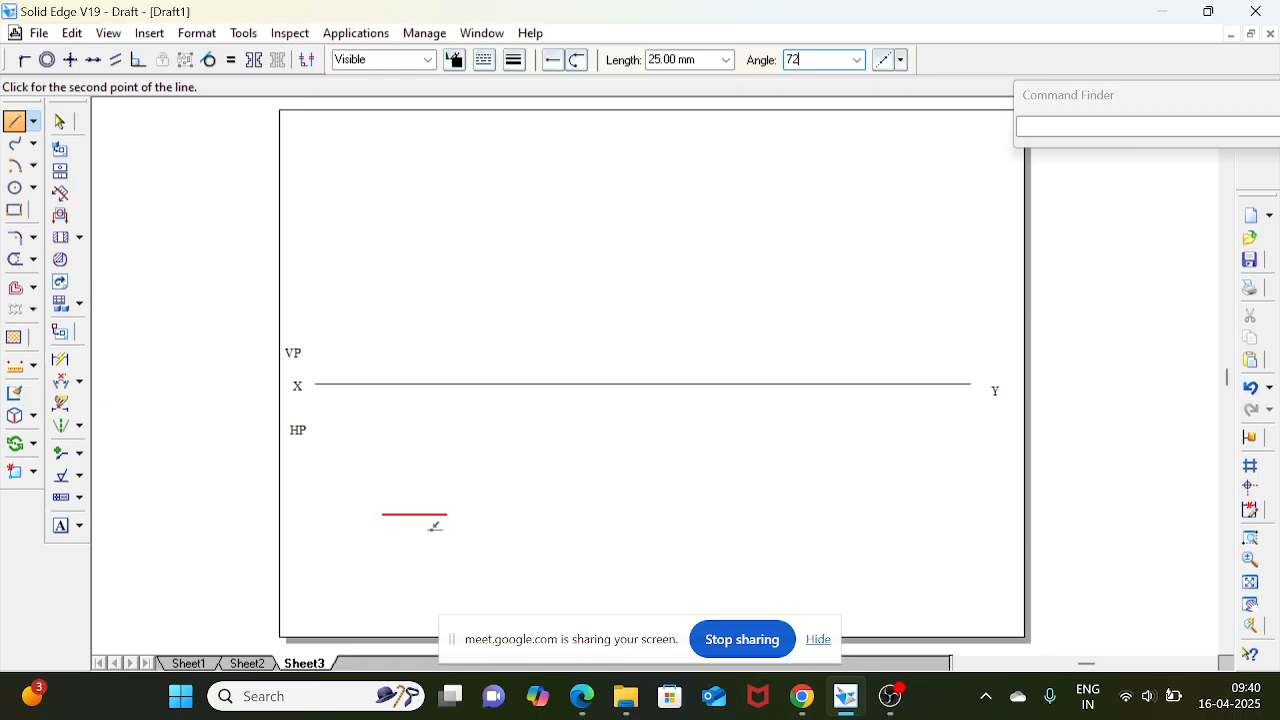 Solid Edge V19 - Draft - [Draft1]
File Edit View Insert Format Tools Inspect Applications Manage Window Help
Visible Length: 25.00 mm Angle: 72
Click for the second point of the line.
Command Finder
VP
X
Y
HP
A
meet.google.com is sharing your screen. Stop sharing Hide
Sheet1 Sheet2 Sheet3
3
Search
ENG
IN
09:40
16-04-2025